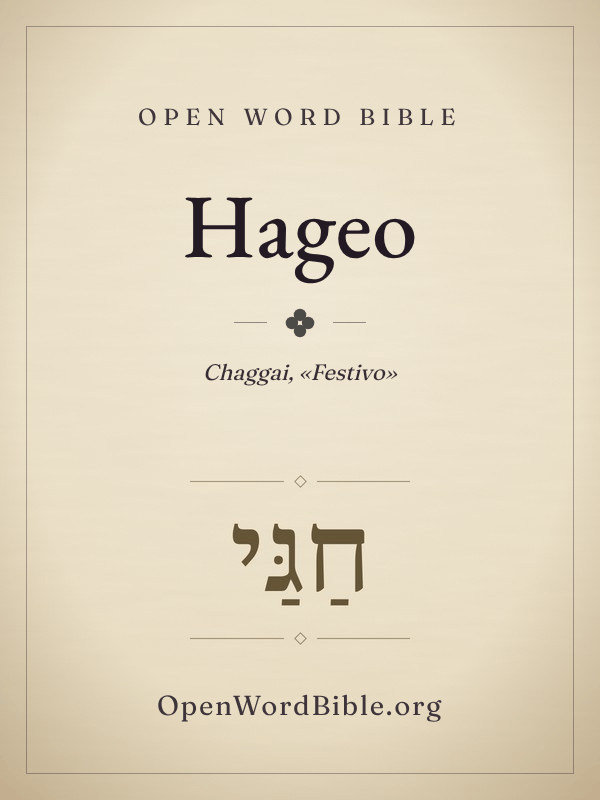 OPEN WORD BIBLE
Hageo
Chaggai, «Festivo»
חַגַּי
OpenWordBible.org